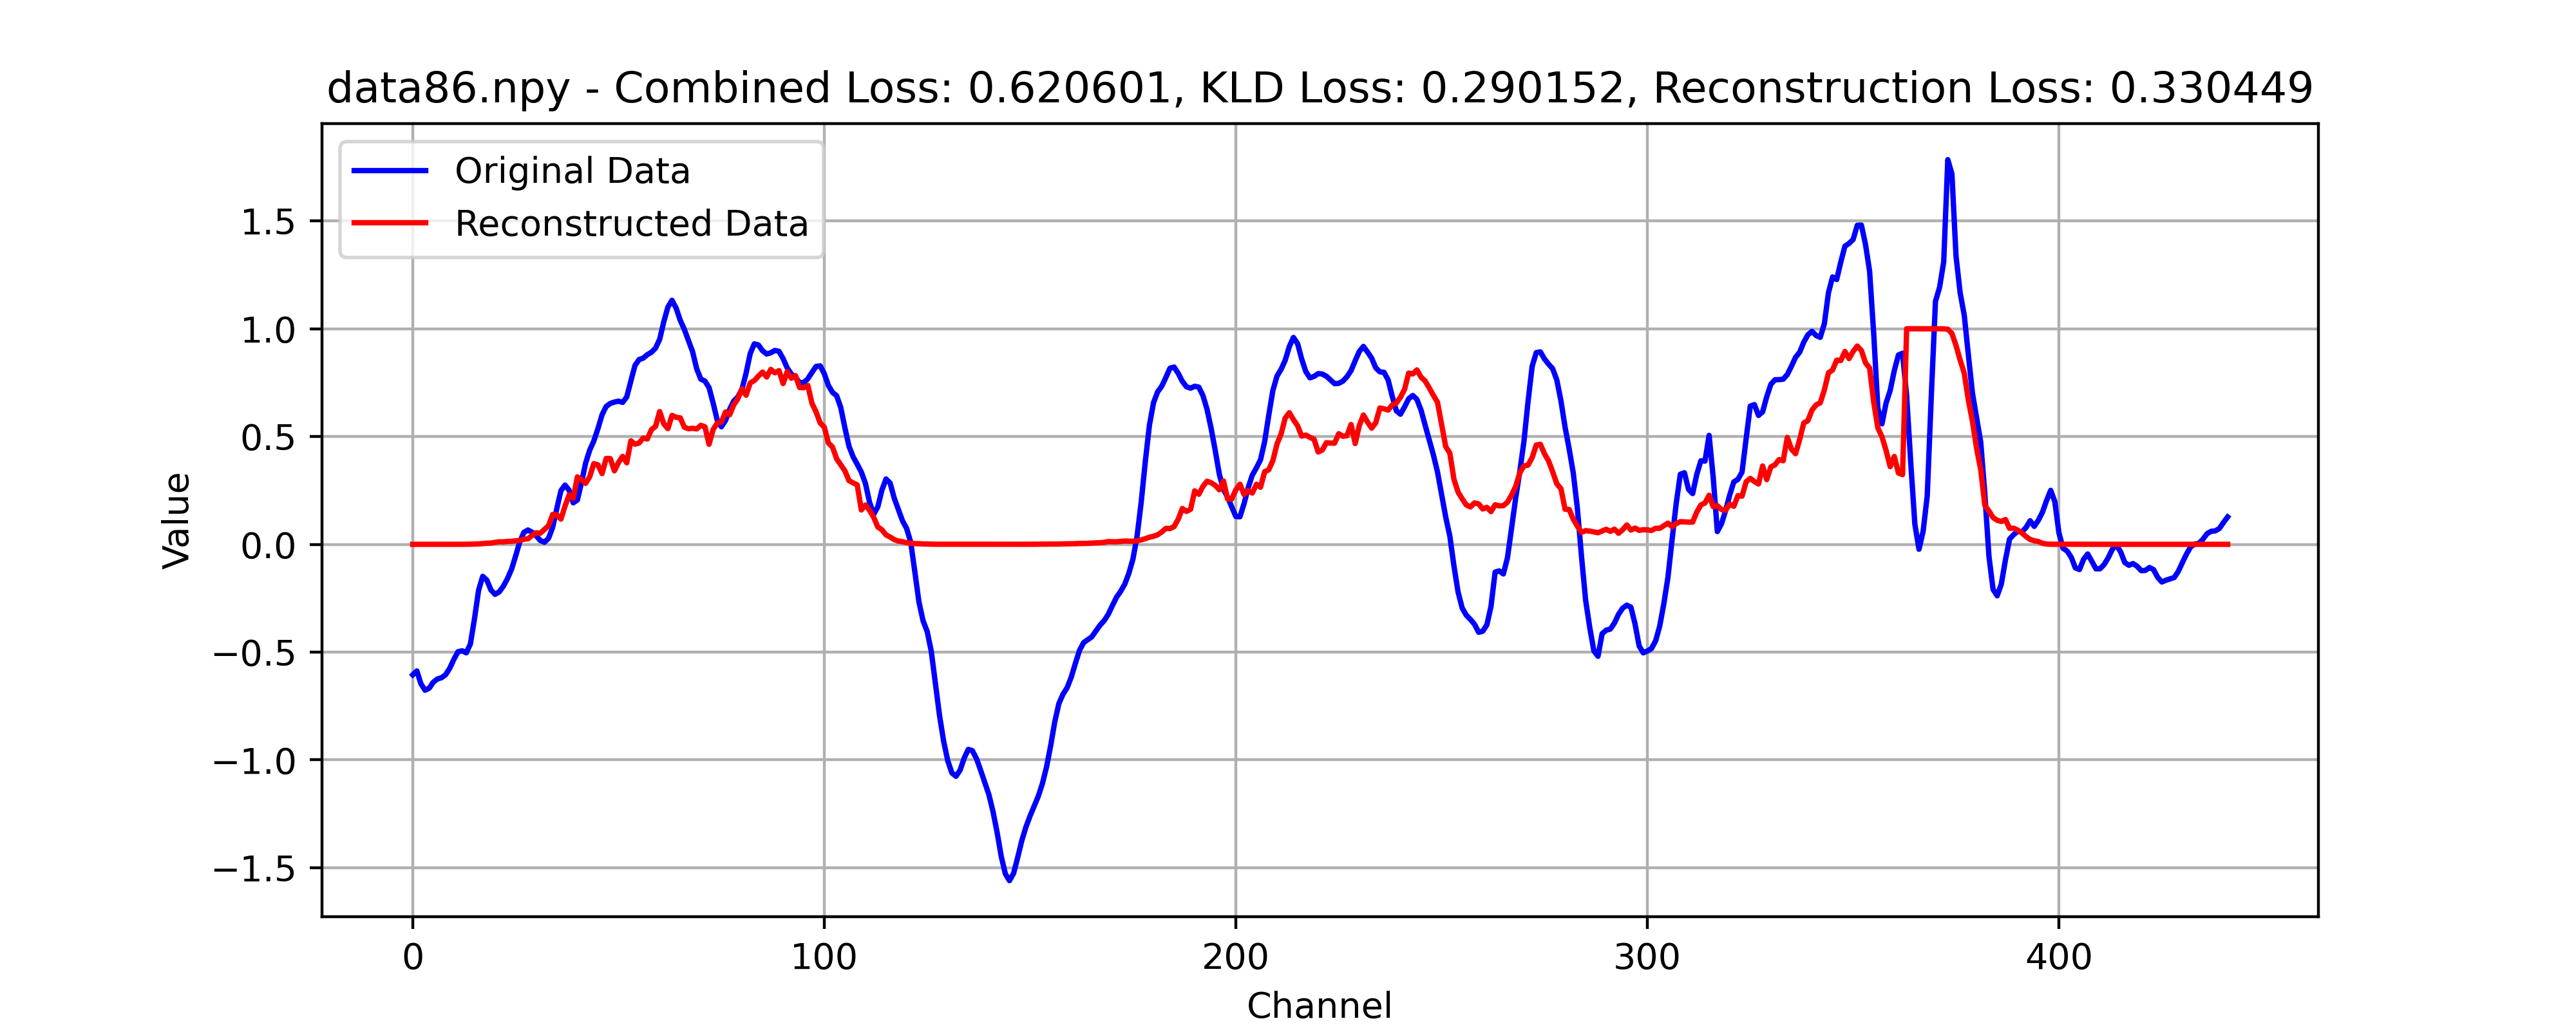 data86.npy - Combined Loss: 0.620601, KLD Loss: 0.290152, Reconstruction Loss: 0.330449
Original Data
Reconstructed Data
1.5
1.0
0.5
0.0
−0.5
−1.0
−1.5
Value
0 100 200 300 400
Channel